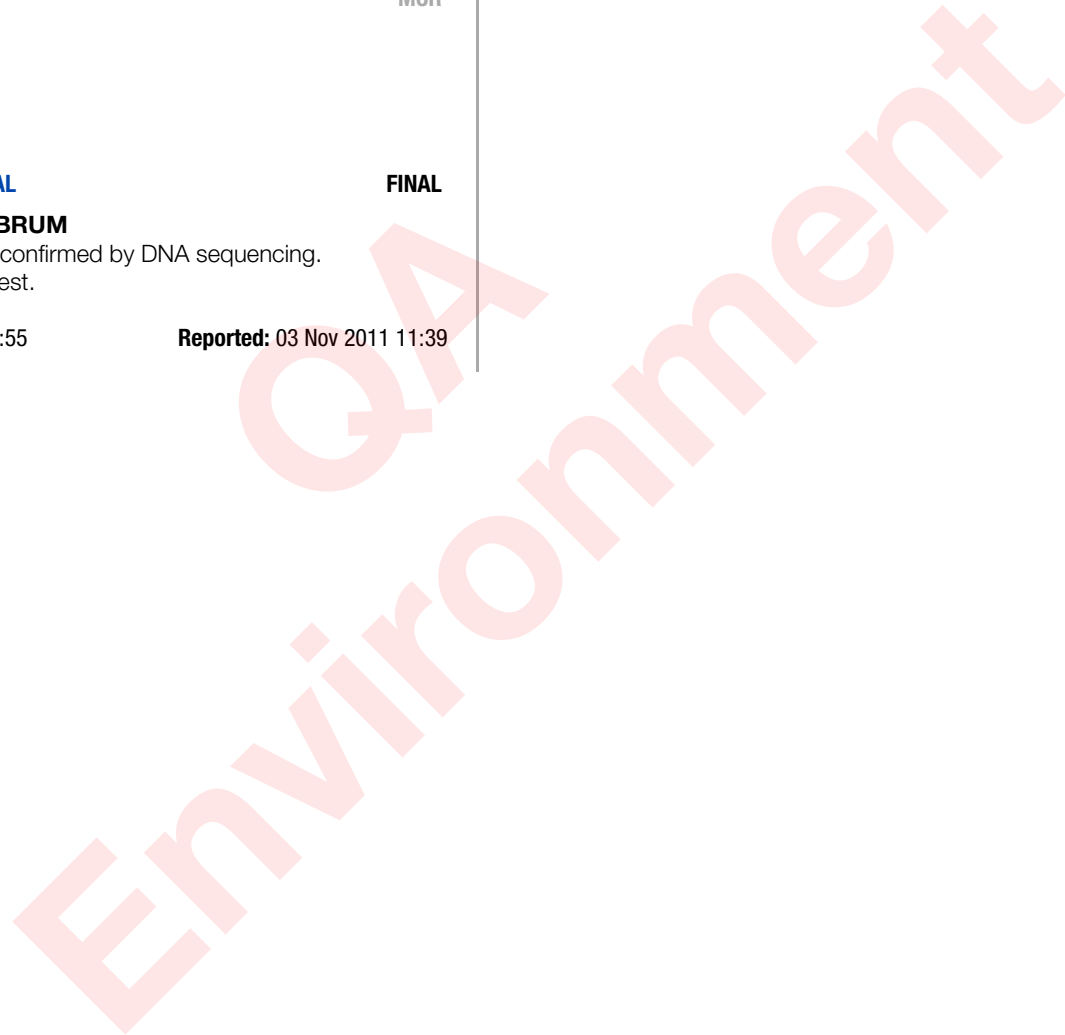 MCR
AL FINAL
BRUM
confirmed by DNA sequencing.
est.
:55 Reported: 03 Nov 2011 11:39
QA
Environment